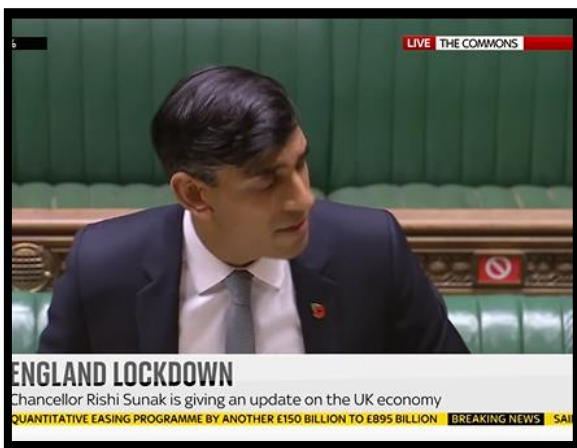 LIVE THE COMMONS
ENGLAND LOCKDOWN
Chancellor Rishi Sunak is giving an update on the UK economy
QUANTITATIVE EASING PROGRAMME BY ANOTHER £150 BILLION TO £895 BILLION BREAKING NEWS